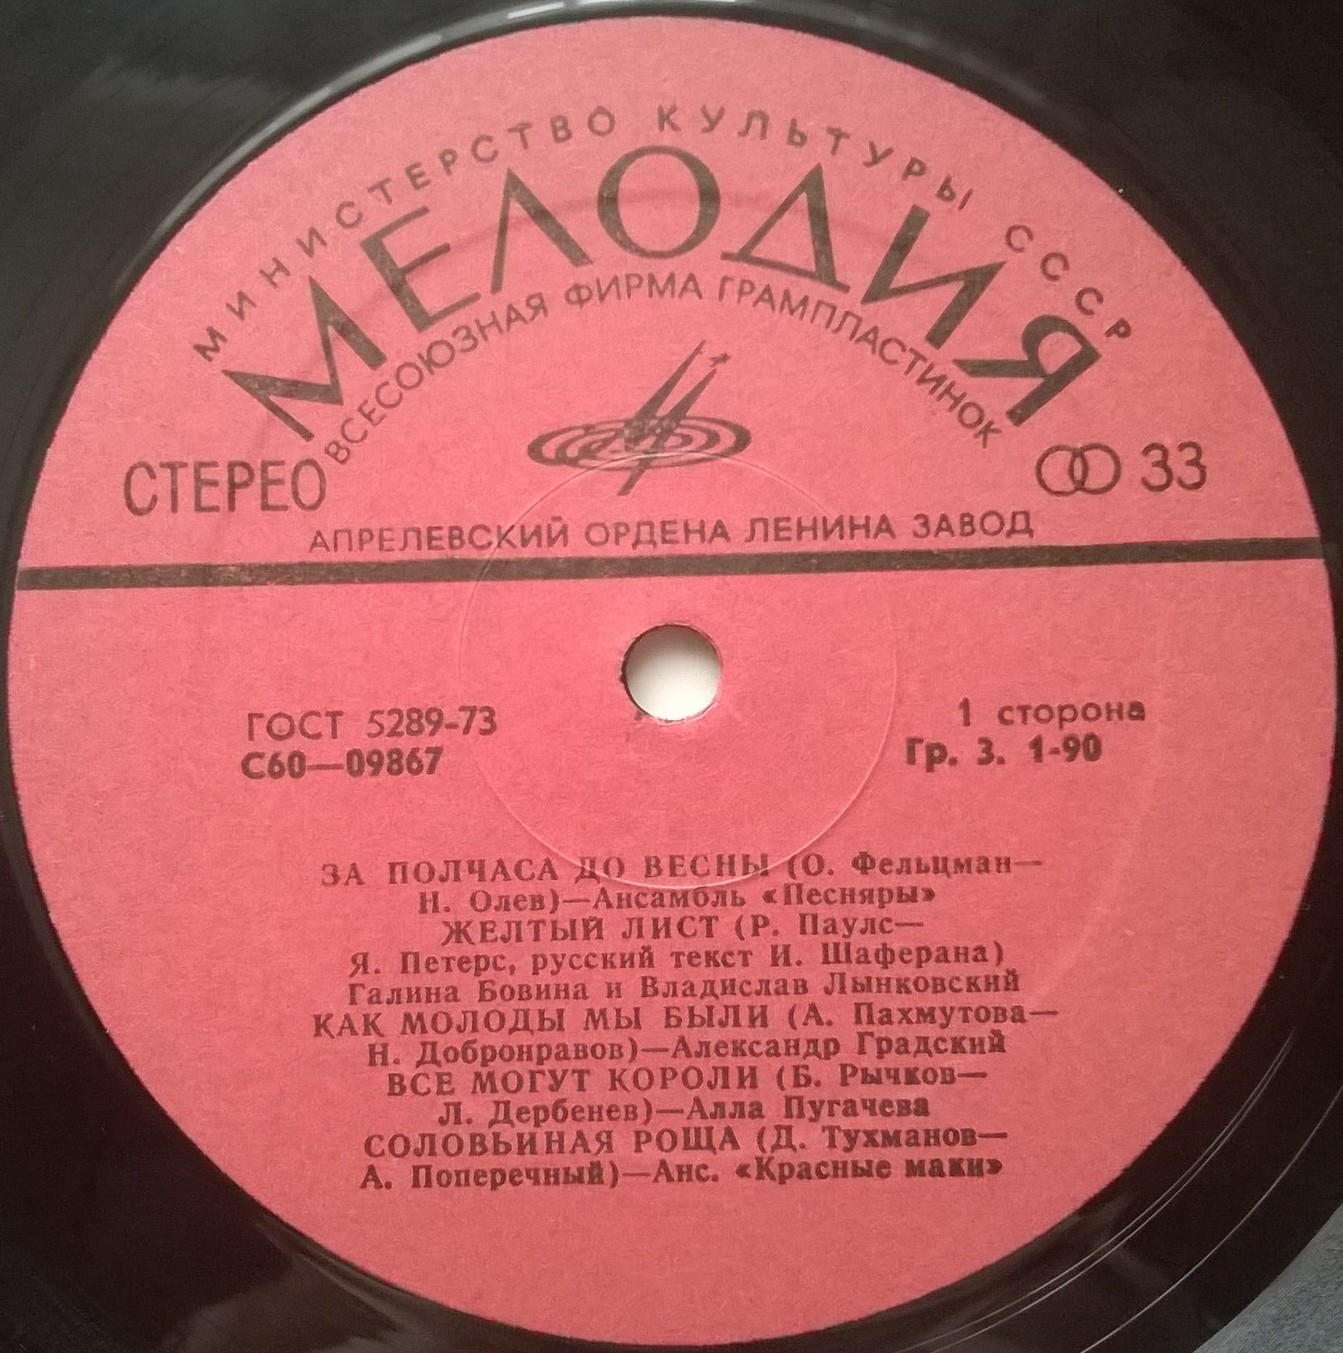 МИНИСТЕРСТВО КУЛЬТУРЫ СССР
МЕЛОДИЯ
ВСЕСОЮЗНАЯ ФИРМА ГРАМПЛАСТИНОК
СТЕРЕО
33
АПРЕЛЕВСКИЙ ОРДЕНА ЛЕНИНА ЗАВОД
ГОСТ 5289-73
С60—09867
1 сторона
Гр. 3. 1-90
ЗА ПОЛЧАСА ДО ВЕСНЫ (О. Фельцман—
Н. Олев)—Ансамбль «Песняры»
ЖЕЛТЫЙ ЛИСТ (Р. Паулс—
Я. Петерс, русский текст И. Шаферана)
Галина Бовина и Владислав Лынковский
КАК МОЛОДЫ МЫ БЫЛИ (А. Пахмутова—
Н. Добронравов)—Александр Градский
ВСЕ МОГУТ КОРОЛИ (Б. Рычков—
Л. Дербенев)—Алла Пугачева
СОЛОВЬИНАЯ РОЩА (Д. Тухманов—
А. Поперечный)—Анс. «Красные маки»